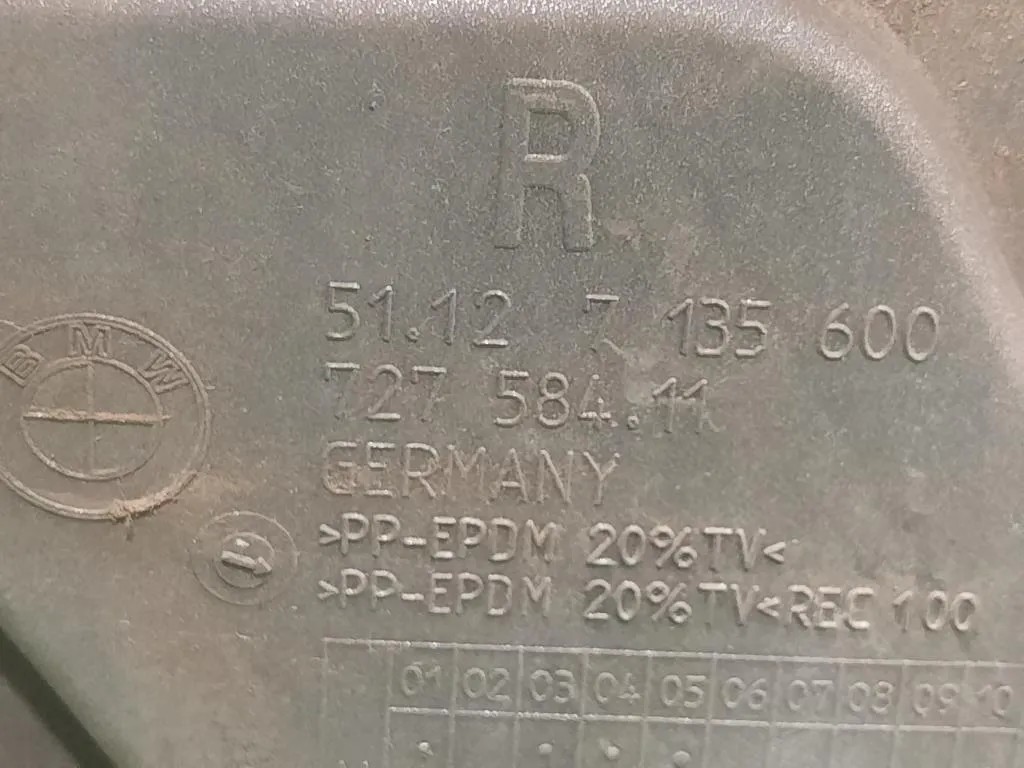 R
51.12 7 135 600
BMW
727 584.11
GERMANY
>PP-EPDM 20%TV<
>PP-EPDM 20%TV<REC 100
01 02 03 04 05 06 07 08 09 10